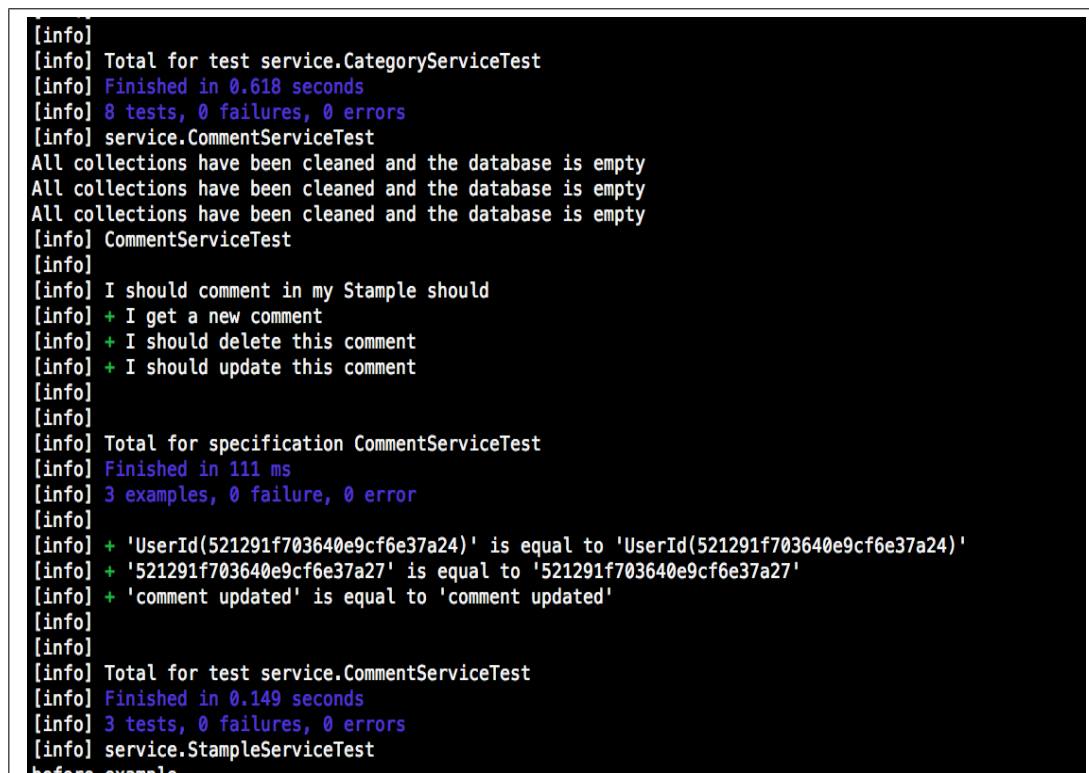 [info]
[info] Total for test service.CategoryServiceTest
[info] Finished in 0.618 seconds
[info] 8 tests, 0 failures, 0 errors
[info] service.CommentServiceTest
All collections have been cleaned and the database is empty
All collections have been cleaned and the database is empty
All collections have been cleaned and the database is empty
[info] CommentServiceTest
[info]
[info] I should comment in my Stample should
[info] + I get a new comment
[info] + I should delete this comment
[info] + I should update this comment
[info]
[info]
[info] Total for specification CommentServiceTest
[info] Finished in 111 ms
[info] 3 examples, 0 failure, 0 error
[info]
[info] + 'UserId(521291f703640e9cf6e37a24)' is equal to 'UserId(521291f703640e9cf6e37a24)'
[info] + '521291f703640e9cf6e37a27' is equal to '521291f703640e9cf6e37a27'
[info] + 'comment updated' is equal to 'comment updated'
[info]
[info]
[info] Total for test service.CommentServiceTest
[info] Finished in 0.149 seconds
[info] 3 tests, 0 failures, 0 errors
[info] service.StampleServiceTest
before example